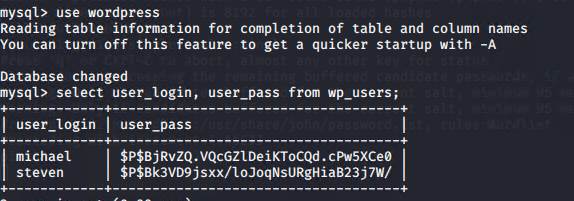 mysql> use wordpress
Reading table information for completion of table and column names
You can turn off this feature to get a quicker startup with -A
Database changed
mysql> select user_login, user_pass from wp_users;
+------------+------------------------------------+
| user_login | user_pass                          |
+------------+------------------------------------+
| michael    | $P$BjRvZQ.VQcGZlDeiKToCQd.cPw5XCe0 |
| steven     | $P$Bk3VD9jsxx/loJoqNsURgHiaB23j7W/ |
+------------+------------------------------------+